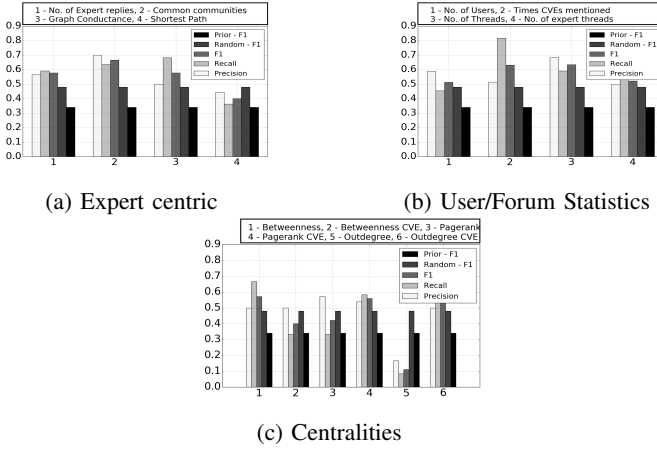 1 - No. of Expert replies, 2 - Common communities
3 - Graph Conductance, 4 - Shortest Path
0.9
0.8
0.7
0.6
0.5
0.4
0.3
0.2
0.1
0.0
Prior - F1
Random - F1
F1
Recall
Precision
1 2 3 4
(a) Expert centric
1 - No. of Users, 2 - Times CVEs mentioned
3 - No. of Threads, 4 - No. of expert threads
0.9
0.8
0.7
0.6
0.5
0.4
0.3
0.2
0.1
0.0
Prior - F1
Random - F1
F1
Recall
Precision
1 2 3 4
(b) User/Forum Statistics
1 - Betweenness, 2 - Betweenness CVE, 3 - Pagerank
4 - Pagerank CVE, 5 - Outdegree, 6 - Outdegree CVE
0.9
0.8
0.7
0.6
0.5
0.4
0.3
0.2
0.1
0.0
Prior - F1
Random - F1
F1
Recall
Precision
1 2 3 4 5 6
(c) Centralities